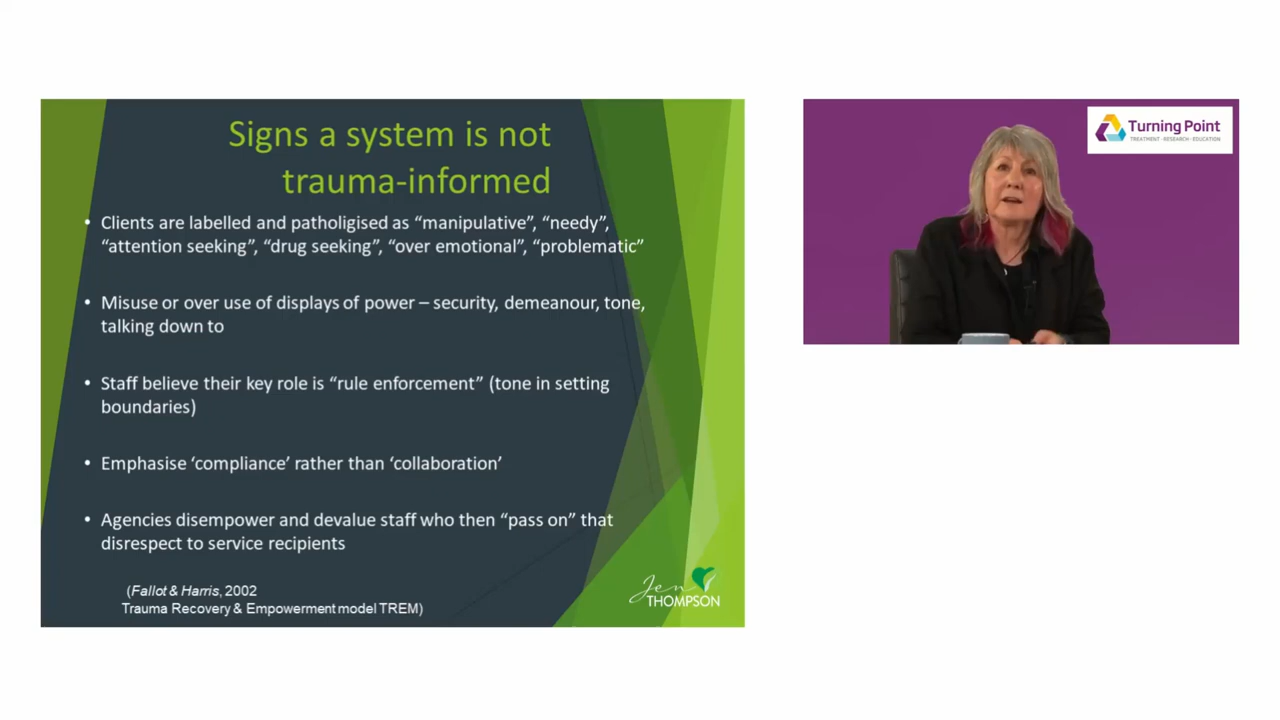 Signs a system is not
trauma-informed
• Clients are labelled and patholigised as “manipulative”, “needy”,
“attention seeking”, “drug seeking”, “over emotional”, “problematic”
• Misuse or over use of displays of power – security, demeanour, tone,
talking down to
• Staff believe their key role is “rule enforcement” (tone in setting
boundaries)
• Emphasise ‘compliance’ rather than ‘collaboration’
• Agencies disempower and devalue staff who then “pass on” that
disrespect to service recipients
(Fallot & Harris, 2002
Trauma Recovery & Empowerment model TREM)
Jen
THOMPSON
Turning Point
TREATMENT · RESEARCH · EDUCATION